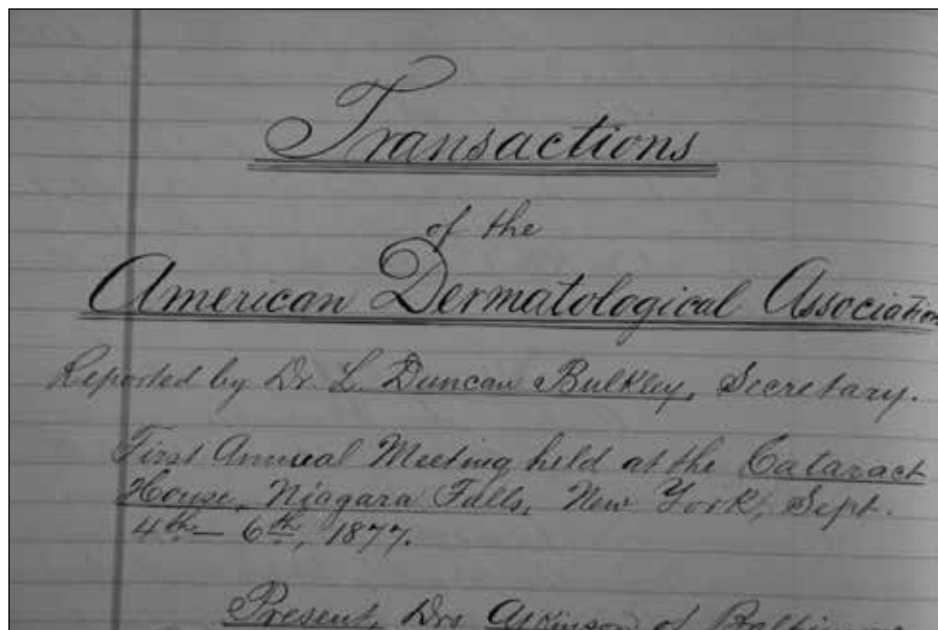 Transactions
of the
American Dermatological Association
Reported by Dr. L. Duncan Bulkley, Secretary.
First Annual Meeting held at the Cataract
House, Niagara Falls, New York, Sept.
4th – 6th, 1877.
Present, Drs Atkinson of Baltimore